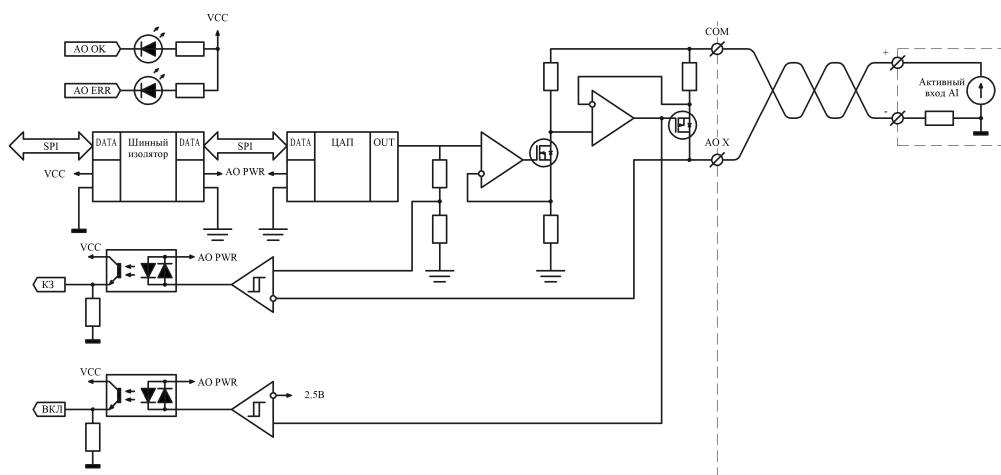 VCC
AO OK
AO ERR
COM
+
Активный
вход AI
-
DATA
Шинный
изолятор
DATA
SPI
SPI
DATA
ЦАП
OUT
AO X
VCC
AO PWR
VCC
AO PWR
КЗ
VCC
AO PWR
2.5В
ВКЛ